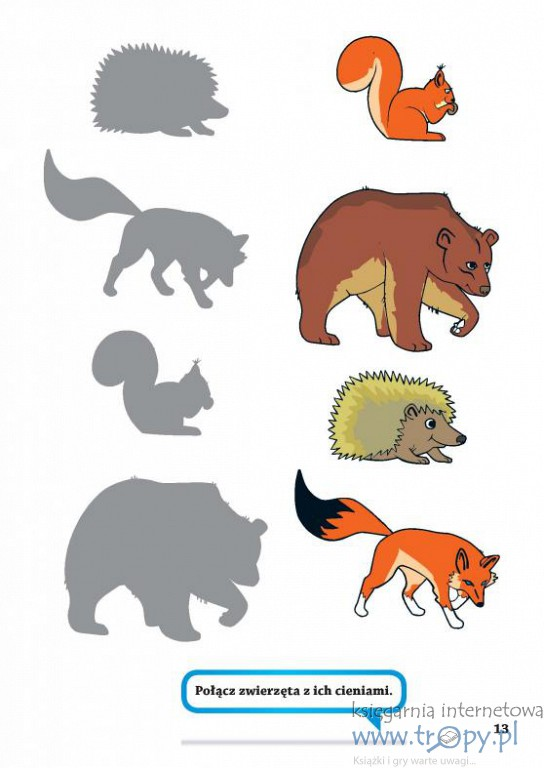 Połącz zwierzęta z ich cieniami.
księgarnia internetowa
13
www.tropy.pl
Książki i gry warte uwagi...